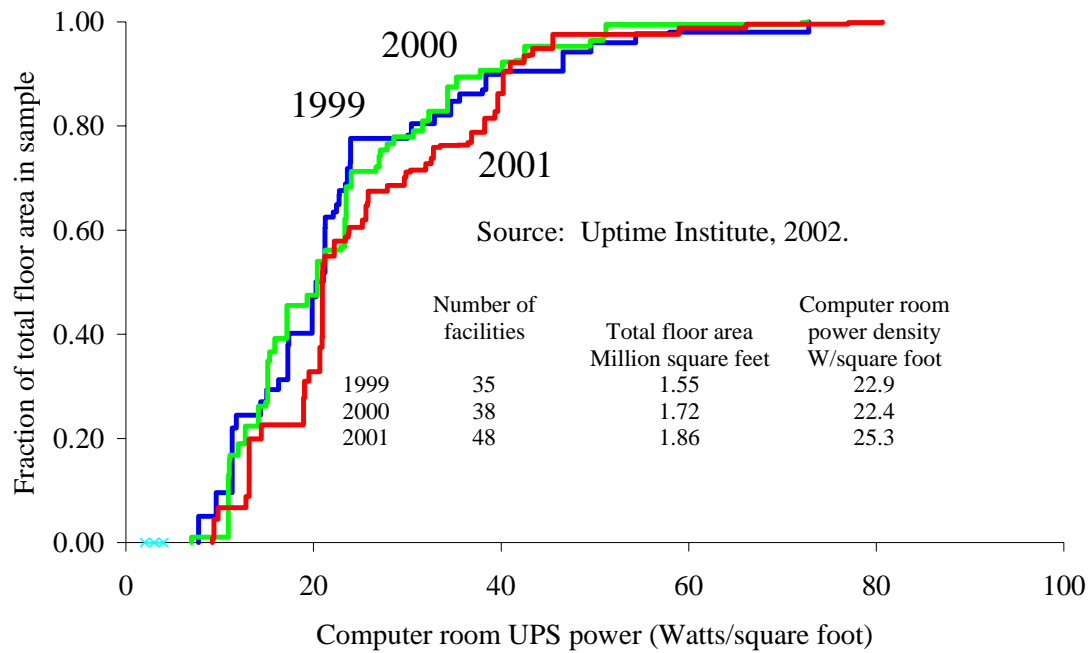 1.00
0.80
0.60
0.40
0.20
0.00
Fraction of total floor area in sample
2000
1999
2001
Source: Uptime Institute, 2002.
Number of facilities
Total floor area Million square feet
Computer room power density W/square foot
1999 35 1.55 22.9
2000 38 1.72 22.4
2001 48 1.86 25.3
0 20 40 60 80 100
Computer room UPS power (Watts/square foot)